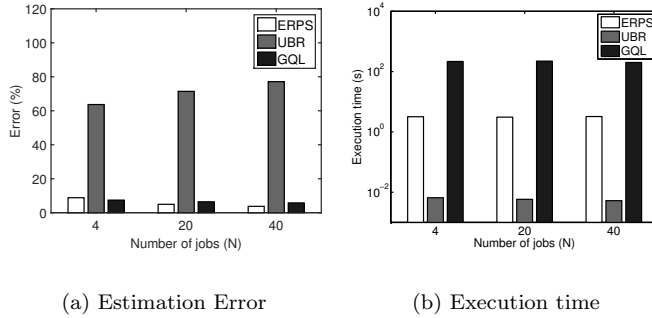 120
100
80
60
40
20
0
Error (%)
4
20
40
Number of jobs (N)
ERPS
UBR
GQL
(a) Estimation Error
10^4
10^2
10^0
10^-2
Execution time (s)
4
20
40
Number of jobs (N)
ERPS
UBR
GQL
(b) Execution time